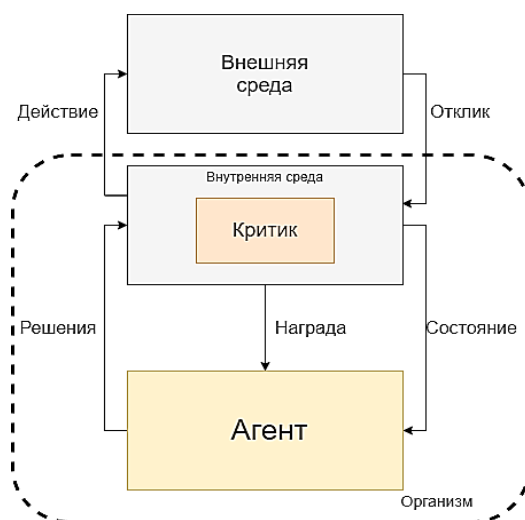 Внешняя
среда
Действие
Отклик
Внутренняя среда
Критик
Решения
Награда
Состояние
Агент
Организм